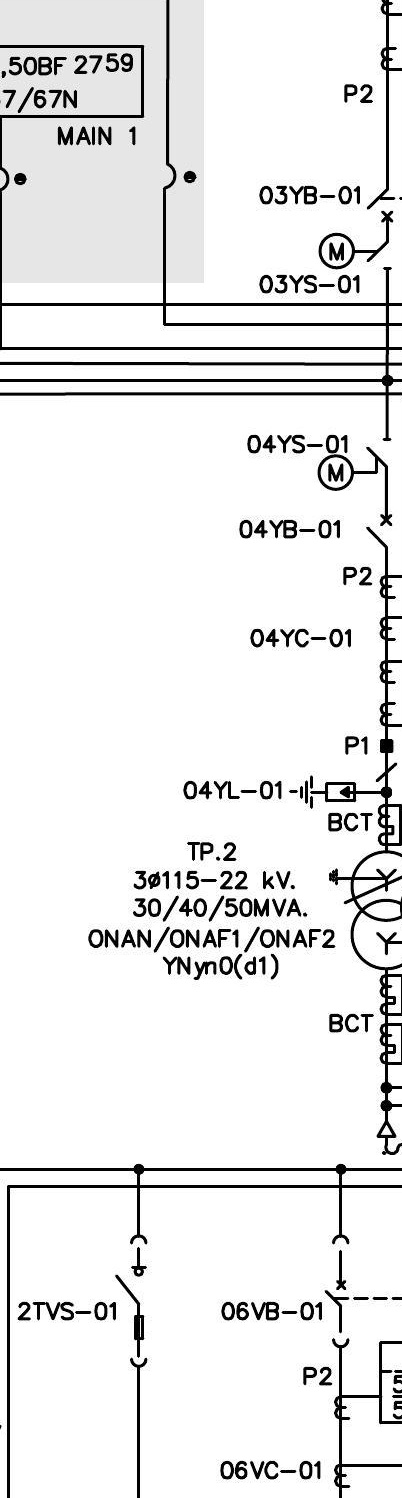 ,50BF 2759
7/67N
MAIN 1
P2
03YB-01
M
03YS-01
04YS-01
M
04YB-01
P2
04YC-01
P1
04YL-01
BCT
TP.2
3ø115-22 kV.
30/40/50MVA.
ONAN/ONAF1/ONAF2
YNyn0(d1)
BCT
2TVS-01
06VB-01
P2
06VC-01